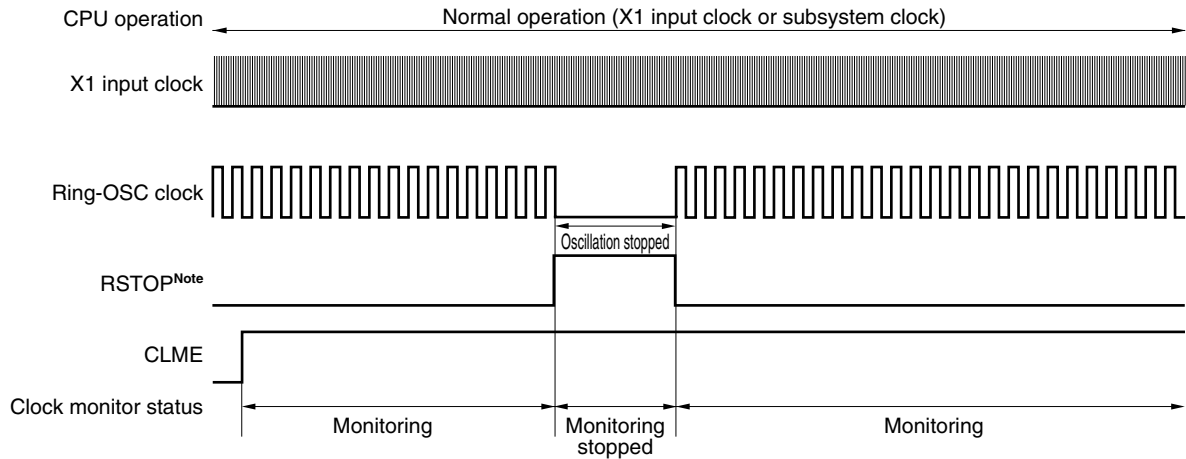 CPU operation
Normal operation (X1 input clock or subsystem clock)
X1 input clock
Ring-OSC clock
Oscillation stopped
RSTOPNote
CLME
Clock monitor status
Monitoring
Monitoring
stopped
Monitoring